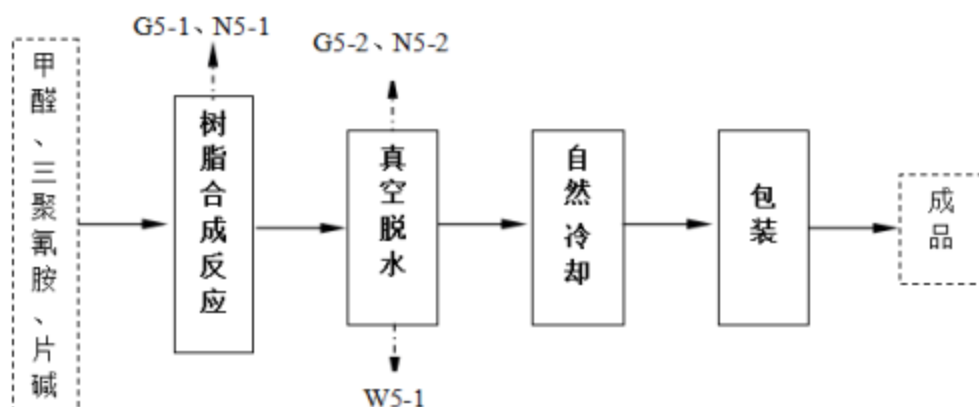 G5-1、N5-1
G5-2、N5-2
甲醛、三聚氰胺、片碱
树脂合成反应
真空脱水
自然冷却
包装
成品
W5-1